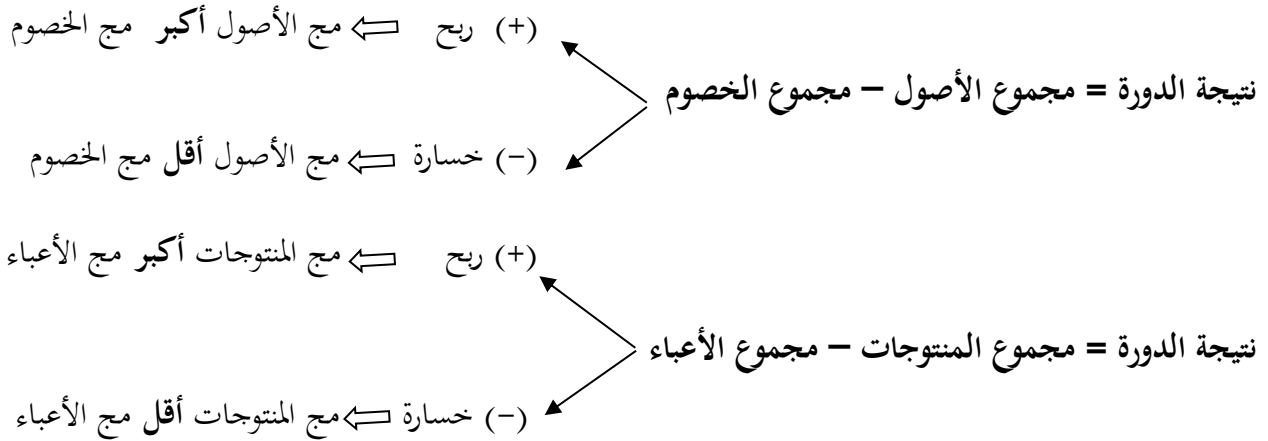 (+) ربح ⇐ مج الأصول أكبر مج الخصوم
نتيجة الدورة = مجموع الأصول – مجموع الخصوم
(-) خسارة ⇐ مج الأصول أقل مج الخصوم
(+) ربح ⇐ مج المنتوجات أكبر مج الأعباء
نتيجة الدورة = مجموع المنتوجات – مجموع الأعباء
(-) خسارة ⇐ مج المنتوجات أقل مج الأعباء